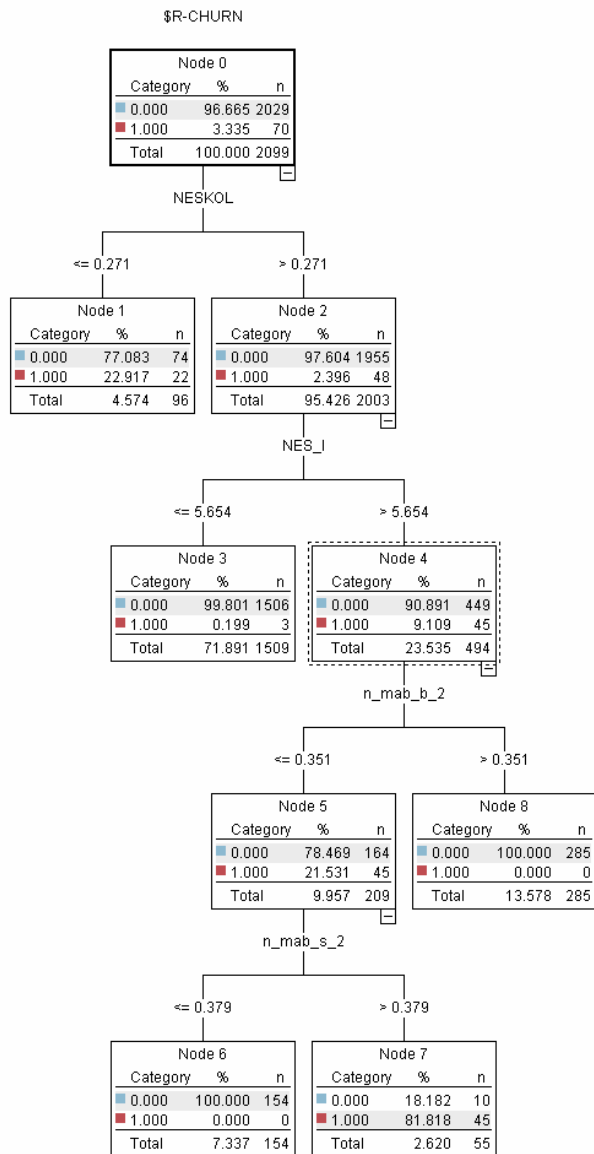 $R-CHURN
Node 0
Category % n
0.000 96.665 2029
1.000 3.335 70
Total 100.000 2099
NESKOL
<= 0.271 > 0.271
Node 1
Category % n
0.000 77.083 74
1.000 22.917 22
Total 4.574 96
Node 2
Category % n
0.000 97.604 1955
1.000 2.396 48
Total 95.426 2003
NES_I
<= 5.654 > 5.654
Node 3
Category % n
0.000 99.801 1506
1.000 0.199 3
Total 71.891 1509
Node 4
Category % n
0.000 90.891 449
1.000 9.109 45
Total 23.535 494
n_mab_b_2
<= 0.351 > 0.351
Node 5
Category % n
0.000 78.469 164
1.000 21.531 45
Total 9.957 209
Node 8
Category % n
0.000 100.000 285
1.000 0.000 0
Total 13.578 285
n_mab_s_2
<= 0.379 > 0.379
Node 6
Category % n
0.000 100.000 154
1.000 0.000 0
Total 7.337 154
Node 7
Category % n
0.000 18.182 10
1.000 81.818 45
Total 2.620 55